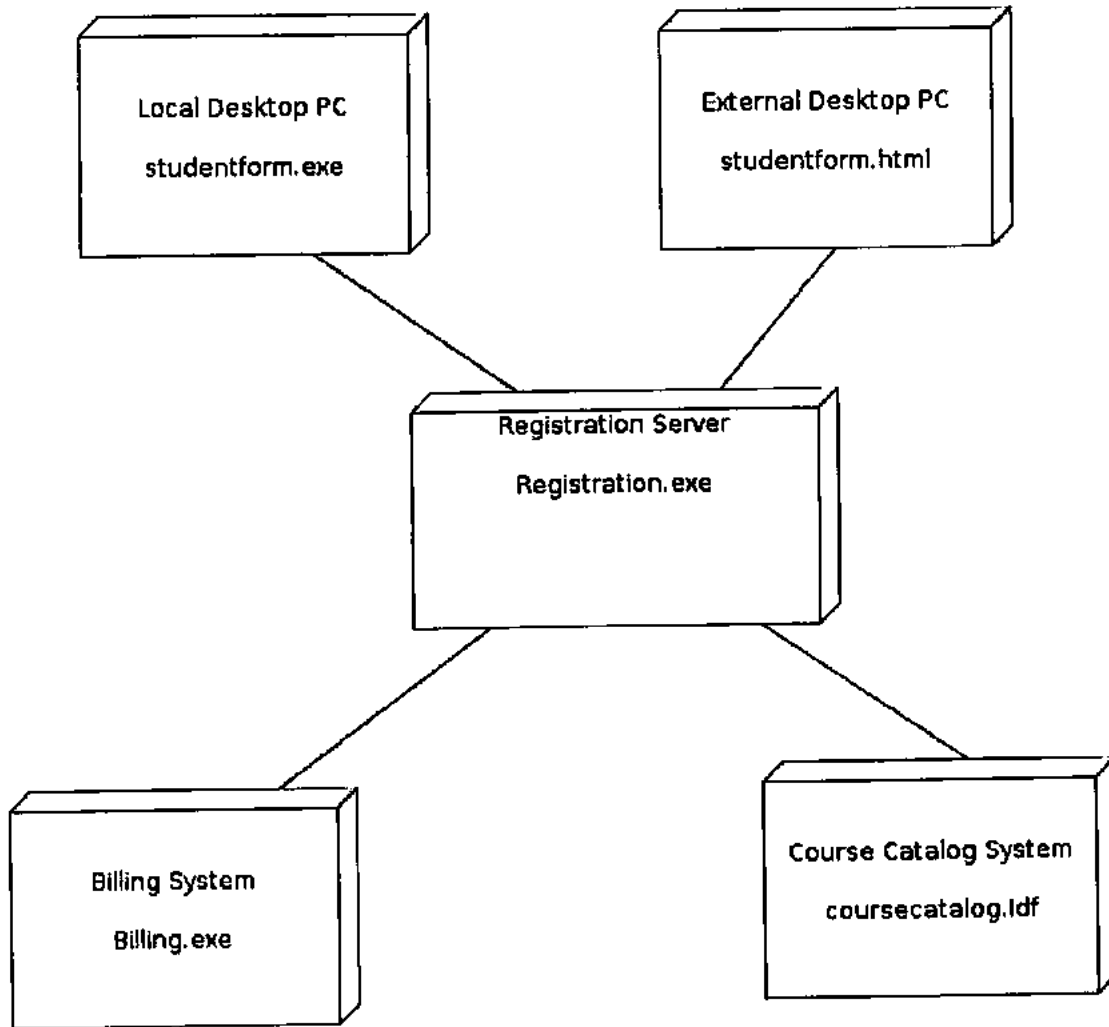 Local Desktop PC
studentform.exe
External Desktop PC
studentform.html
Registration Server
Registration.exe
Billing System
Billing.exe
Course Catalog System
coursecatalog.ldf